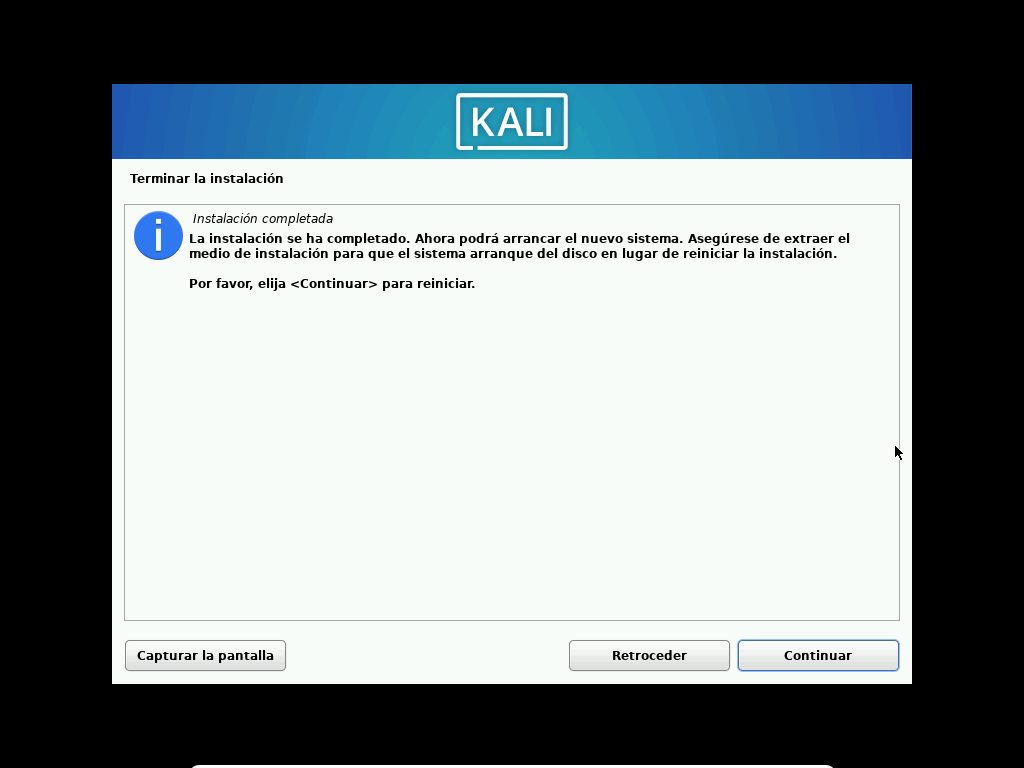 KALI
Terminar la instalación
Instalación completada
La instalación se ha completado. Ahora podrá arrancar el nuevo sistema. Asegúrese de extraer el
medio de instalación para que el sistema arranque del disco en lugar de reiniciar la instalación.
Por favor, elija <Continuar> para reiniciar.
Capturar la pantalla
Retroceder
Continuar